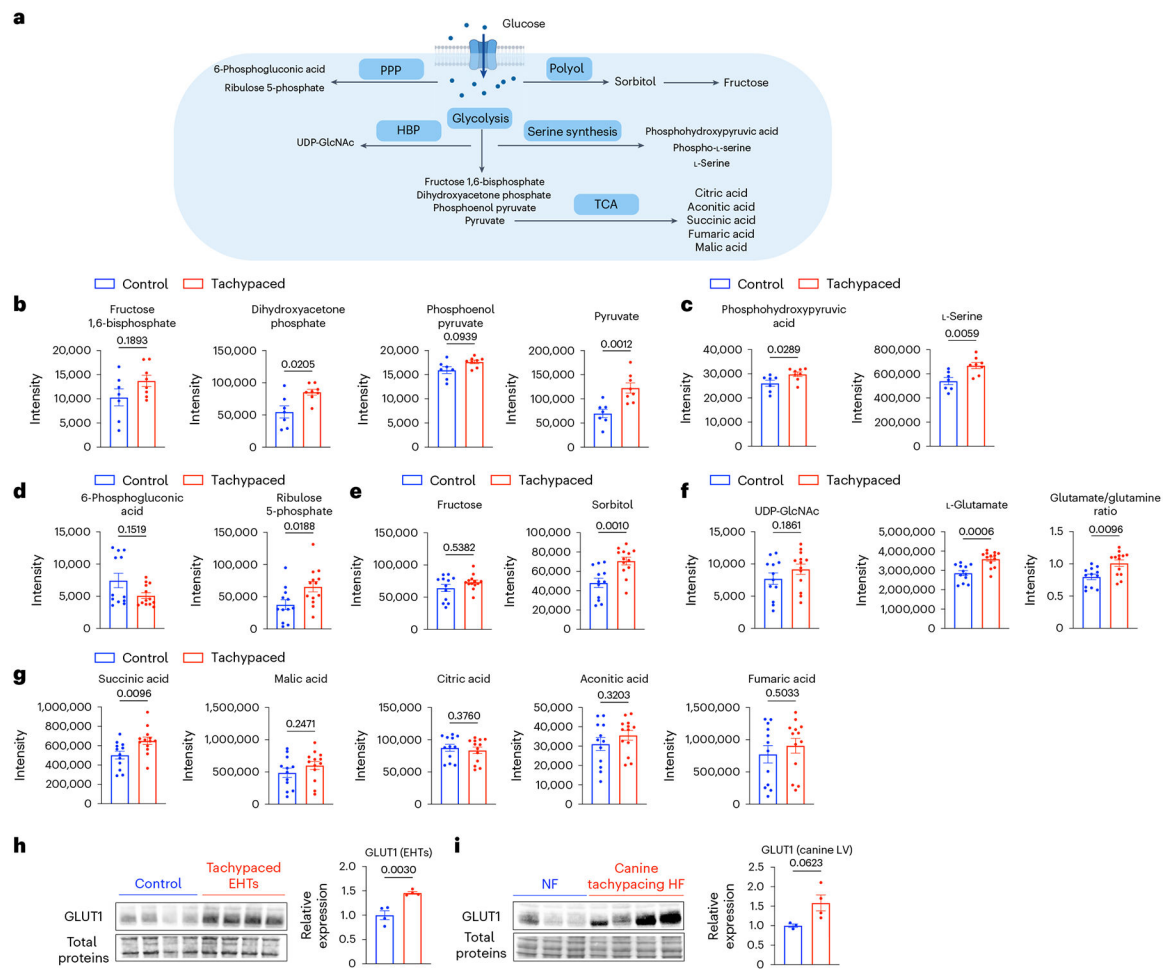 a
Glucose
6-Phosphogluconic acid
Ribulose 5-phosphate
PPP
Polyol
Sorbitol
Fructose
Glycolysis
HBP
Serine synthesis
UDP-GlcNAc
Phosphohydroxypyruvic acid
Phospho-L-serine
L-Serine
Fructose 1,6-bisphosphate
Dihydroxyacetone phosphate
Phosphoenol pyruvate
Pyruvate
TCA
Citric acid
Aconitic acid
Succinic acid
Fumaric acid
Malic acid
Control Tachypaced
Control Tachypaced
b
Fructose
1,6-bisphosphate
0.1893
Intensity
20,000
15,000
10,000
5,000
0
Dihydroxyacetone
phosphate
0.0205
Intensity
150,000
100,000
50,000
0
Phosphoenol
pyruvate
0.0939
Intensity
20,000
15,000
10,000
5,000
0
Pyruvate
0.0012
Intensity
200,000
150,000
100,000
50,000
0
c
Phosphohydroxypyruvic
acid
0.0289
Intensity
40,000
30,000
20,000
10,000
0
L-Serine
0.0059
Intensity
800,000
600,000
400,000
200,000
0
Control Tachypaced
Control Tachypaced
Control Tachypaced
d
6-Phosphogluconic
acid
0.1519
Intensity
15,000
10,000
5,000
0
Ribulose
5-phosphate
0.0188
Intensity
150,000
100,000
50,000
0
e
Fructose
0.5382
Intensity
150,000
100,000
50,000
0
Sorbitol
0.0010
Intensity
100,000
80,000
60,000
40,000
20,000
0
f
UDP-GlcNAc
0.1861
Intensity
15,000
10,000
5,000
0
L-Glutamate
0.0006
Intensity
5,000,000
4,000,000
3,000,000
2,000,000
1,000,000
0
Glutamate/glutamine
ratio
0.0096
Intensity
1.5
1.0
0.5
0
Control Tachypaced
g
Succinic acid
0.0096
Intensity
1,000,000
800,000
600,000
400,000
200,000
0
Malic acid
0.2471
Intensity
1,500,000
1,000,000
500,000
0
Citric acid
0.3760
Intensity
150,000
100,000
50,000
0
Aconitic acid
0.3203
Intensity
50,000
40,000
30,000
20,000
10,000
0
Fumaric acid
0.5033
Intensity
1,500,000
1,000,000
500,000
0
h
Control
Tachypaced
EHTs
GLUT1
Total
proteins
GLUT1 (EHTs)
0.0030
Relative
expression
2.0
1.5
1.0
0.5
0
i
NF
Canine
tachypacing HF
GLUT1
Total
proteins
GLUT1 (canine LV)
0.0623
Relative
expression
2.5
2.0
1.5
1.0
0.5
0